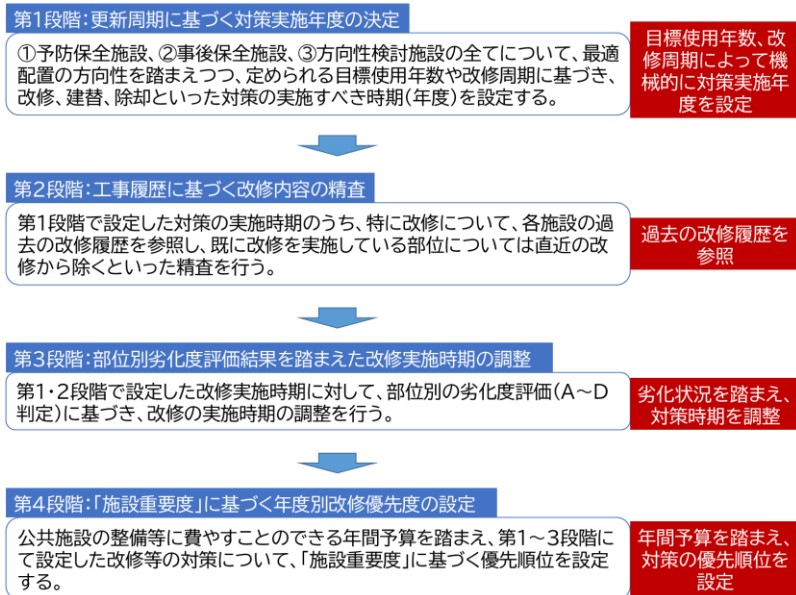 第1段階：更新周期に基づく対策実施年度の決定
①予防保全施設、②事後保全施設、③方向性検討施設の全てについて、最適
配置の方向性を踏まえつつ、定められる目標使用年数や改修周期に基づき、
改修、建替、除却といった対策の実施すべき時期(年度)を設定する。
目標使用年数、改
修周期によって機
械的に対策実施年
度を設定
第2段階：工事履歴に基づく改修内容の精査
第1段階で設定した対策の実施時期のうち、特に改修について、各施設の過
去の改修履歴を参照し、既に改修を実施している部位については直近の改
修から除くといった精査を行う。
過去の改修履歴を
参照
第3段階：部位別劣化度評価結果を踏まえた改修実施時期の調整
第1・2段階で設定した改修実施時期に対して、部位別の劣化度評価(A～D
判定)に基づき、改修の実施時期の調整を行う。
劣化状況を踏まえ、
対策時期を調整
第4段階：「施設重要度」に基づく年度別改修優先度の設定
公共施設の整備等に費やすことのできる年間予算を踏まえ、第1～3段階に
て設定した改修等の対策について、「施設重要度」に基づく優先順位を設定
する。
年間予算を踏まえ、
対策の優先順位を
設定